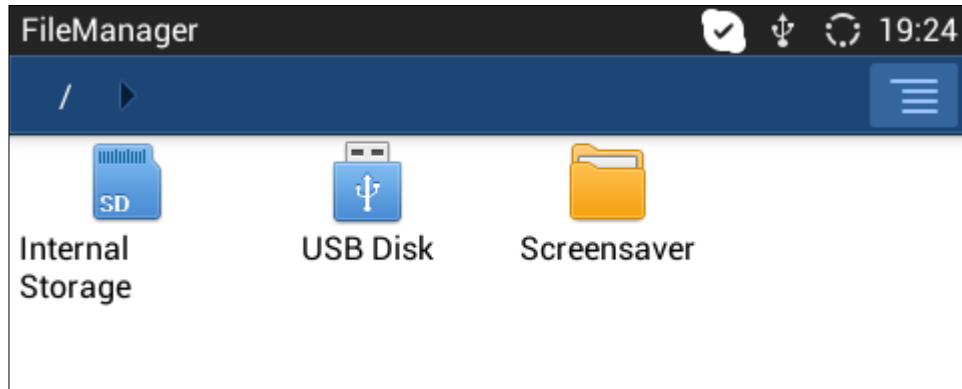 FileManager 19:24
/
SD
Internal Storage
USB Disk
Screensaver